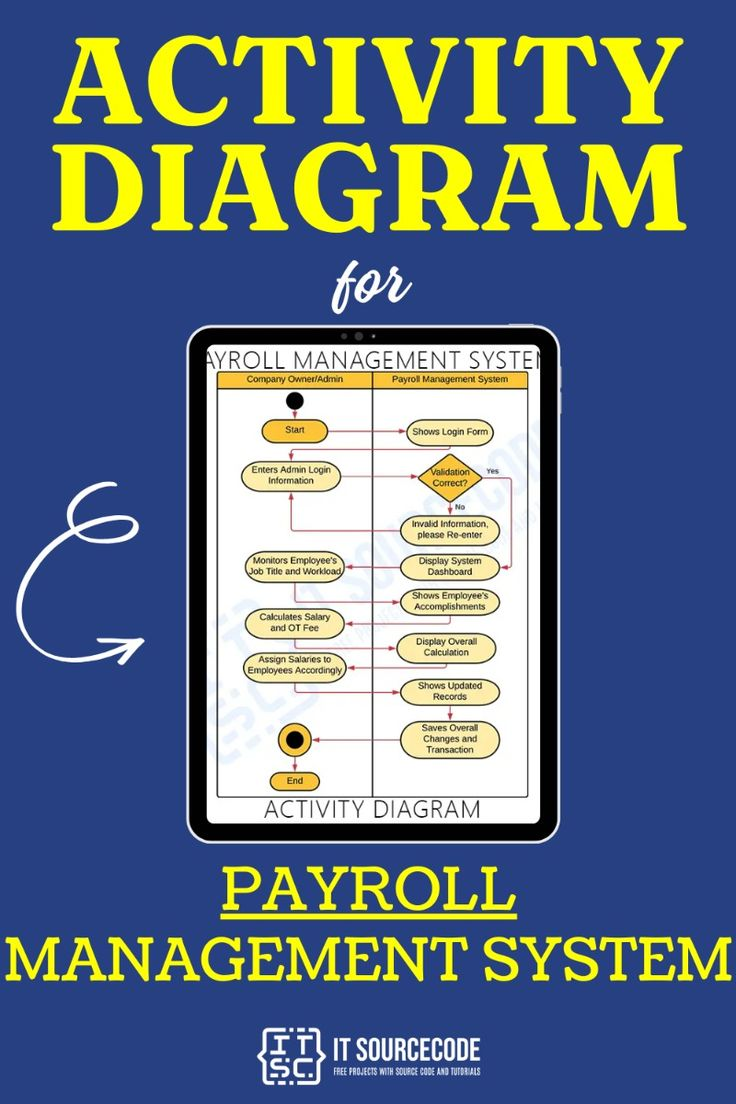 ACTIVITY
DIAGRAM
for
AYROLL MANAGEMENT SYSTE
Company Owner/Admin
Payroll Management System
Start
Shows Login Form
Enters Admin Login
Information
Validation
Correct?
Yes
No
Invalid Information,
please Re-enter
Monitors Employee's
Job Title and Workload
Display System
Dashboard
Shows Employee's
Accomplishments
Calculates Salary
and OT Fee
Display Overall
Calculation
Assign Salaries to
Employees Accordingly
Shows Updated
Records
Saves Overall
Changes and
Transaction
End
ACTIVITY DIAGRAM
PAYROLL
MANAGEMENT SYSTEM
IT
SC
IT SOURCECODE
FREE PROJECTS WITH SOURCE CODE AND TUTORIALS